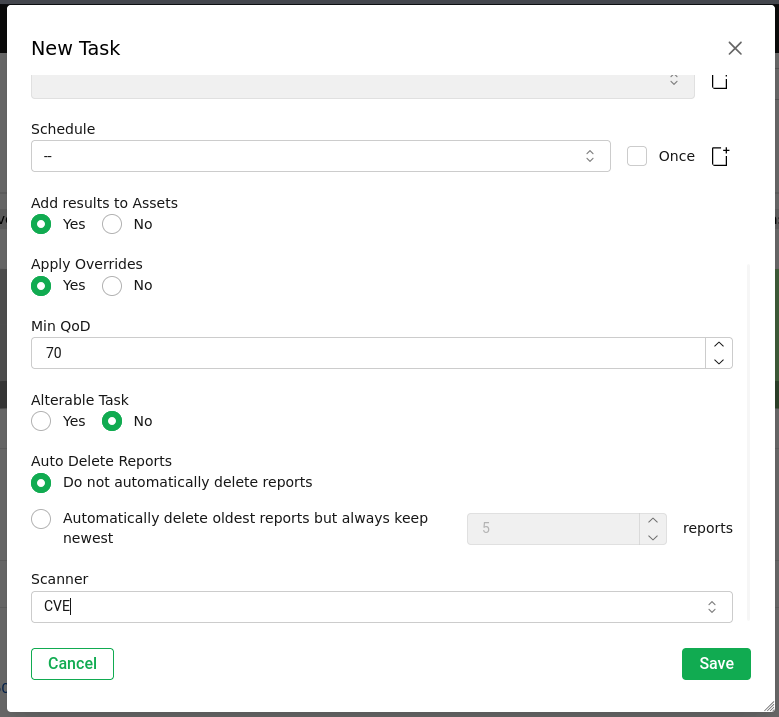 New Task
Schedule
--
Once
Add results to Assets
Yes No
Apply Overrides
Yes No
Min QoD
70
Alterable Task
Yes No
Auto Delete Reports
Do not automatically delete reports
Automatically delete oldest reports but always keep
newest
5
reports
Scanner
CVE
Cancel
Save